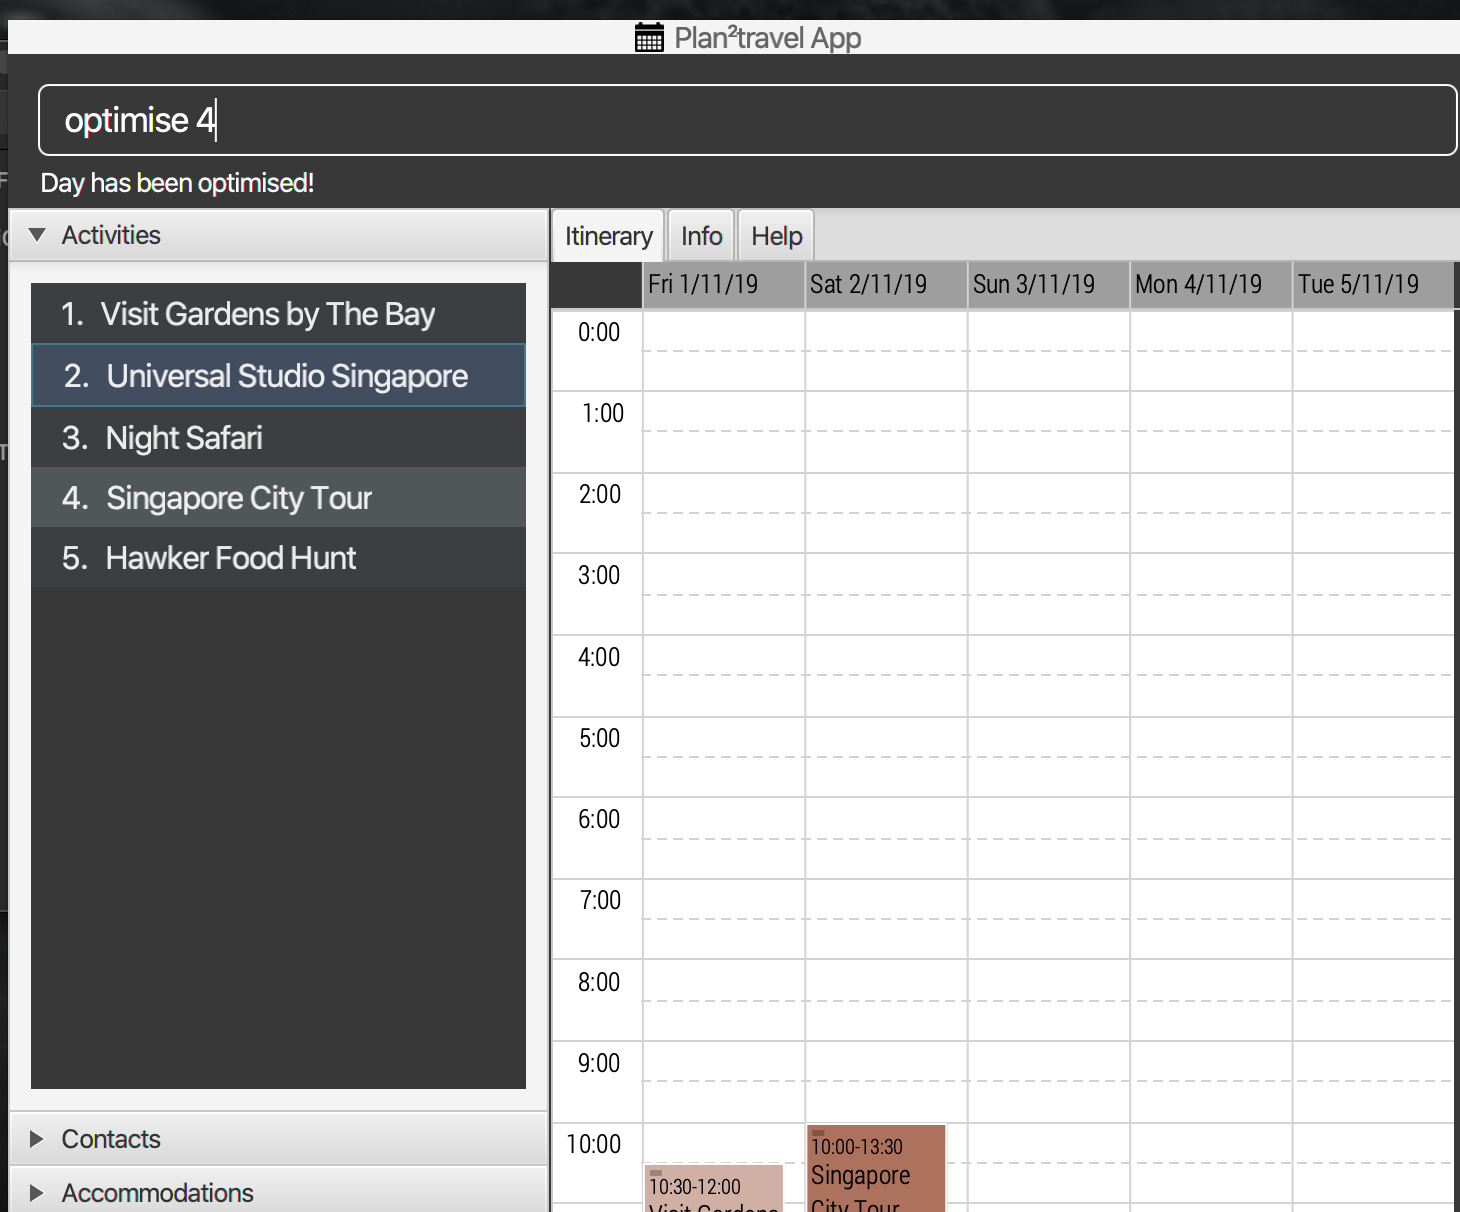 Plan²travel App
optimise 4
Day has been optimised!
Activities
1. Visit Gardens by The Bay
2. Universal Studio Singapore
3. Night Safari
4. Singapore City Tour
5. Hawker Food Hunt
Contacts
Accommodations
Itinerary Info Help
Fri 1/11/19 Sat 2/11/19 Sun 3/11/19 Mon 4/11/19 Tue 5/11/19
0:00
1:00
2:00
3:00
4:00
5:00
6:00
7:00
8:00
9:00
10:00
10:30-12:00
Visit Gardens
10:00-13:30
Singapore
City Tour